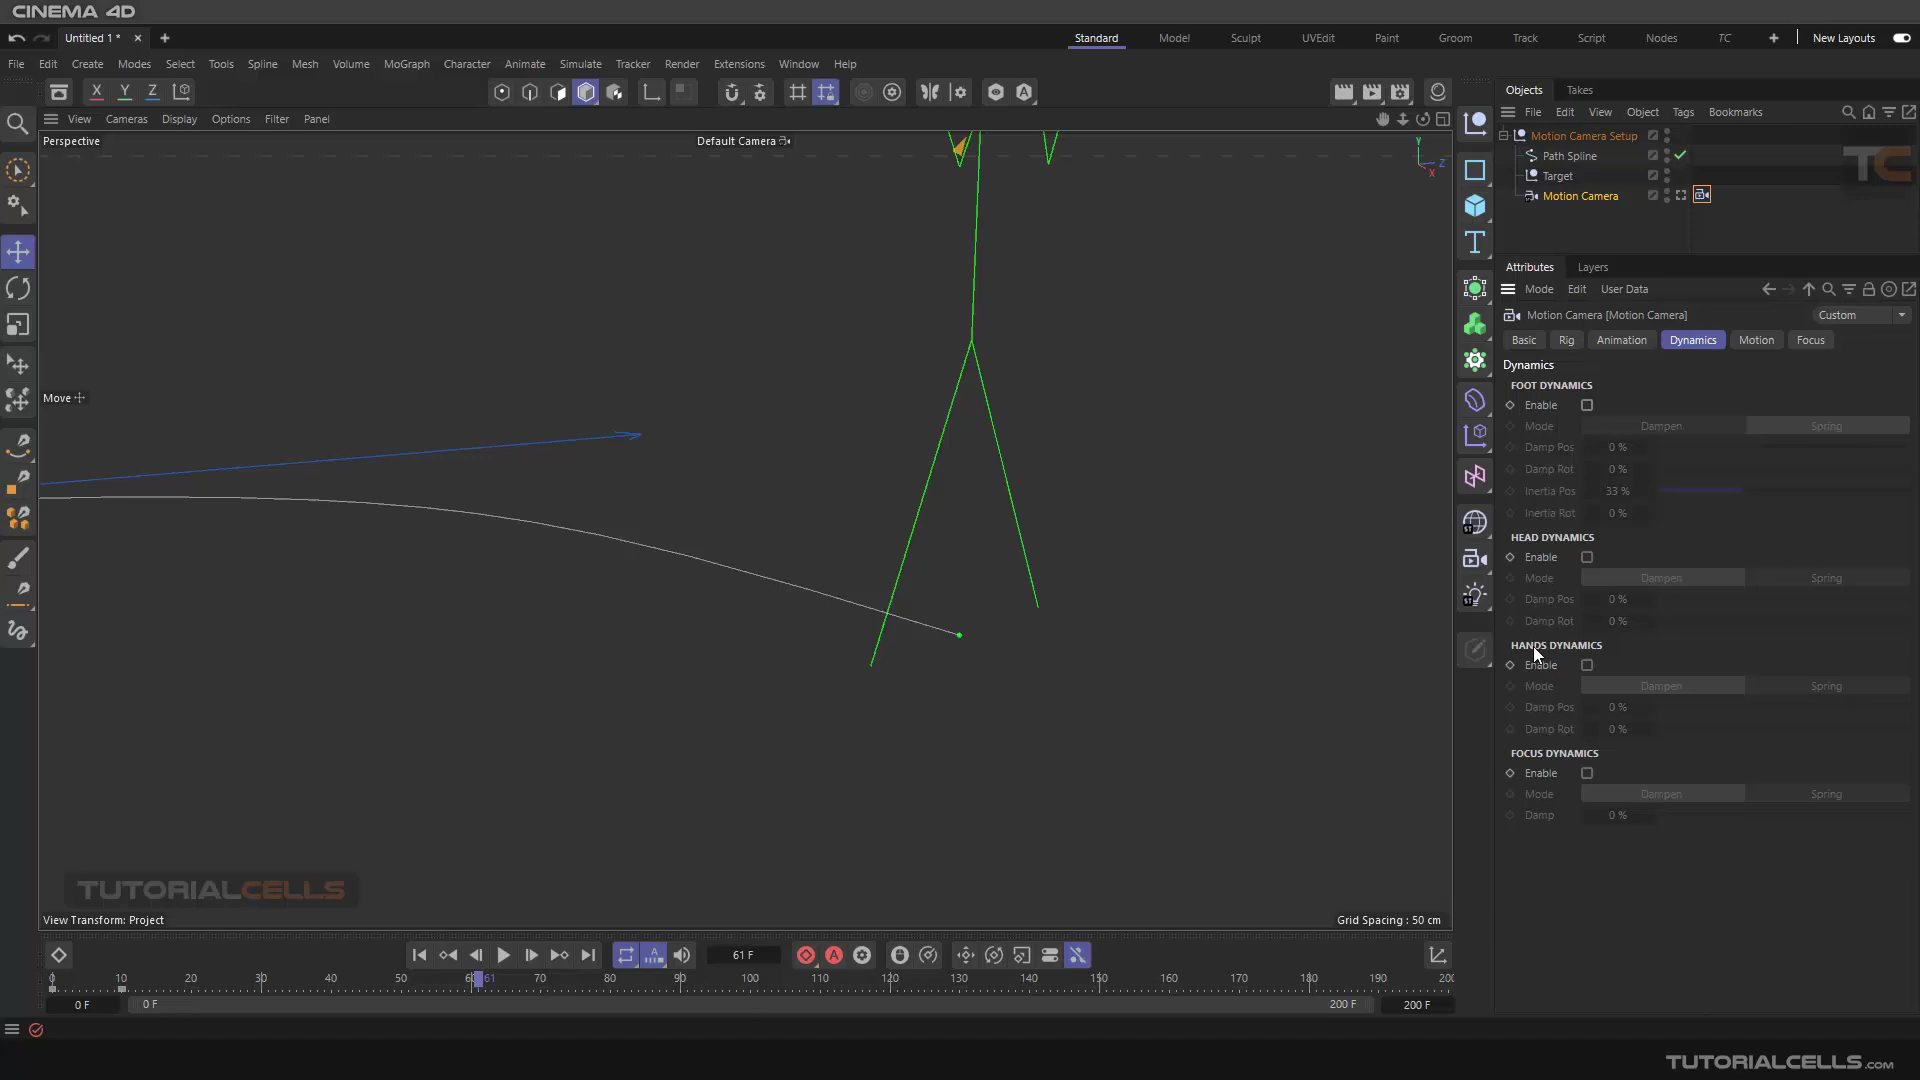 CINEMA 4D
Untitled 1 *
Standard
Model
Sculpt
UVEdit
Paint
Groom
Track
Script
Nodes
TC
New Layouts
File Edit Create Modes Select Tools Spline Mesh Volume MoGraph Character Animate Simulate Tracker Render Extensions Window Help
X Y Z
View Cameras Display Options Filter Panel
Perspective
Default Camera
Y
Z
X
Move
TUTORIALCELLS
View Transform: Project
Grid Spacing : 50 cm
Objects Takes
File Edit View Object Tags Bookmarks
Motion Camera Setup
Path Spline
Target
Motion Camera
TC
Attributes Layers
Mode Edit User Data
Motion Camera [Motion Camera]
Custom
Basic Rig Animation Dynamics Motion Focus
Dynamics
FOOT DYNAMICS
Enable
Mode Dampen Spring
Damp Pos 0 %
Damp Rot 0 %
Inertia Pos 33 %
Inertia Rot 0 %
HEAD DYNAMICS
Enable
Mode Dampen Spring
Damp Pos 0 %
Damp Rot 0 %
HANDS DYNAMICS
Enable
Mode Dampen Spring
Damp Pos 0 %
Damp Rot 0 %
FOCUS DYNAMICS
Enable
Mode Dampen Spring
Damp 0 %
61 F
0 10 20 30 40 50 60 61 70 80 90 100 110 120 130 140 150 160 170 180 190 200
0 F 0 F 200 F 200 F
TUTORIALCELLS.COM